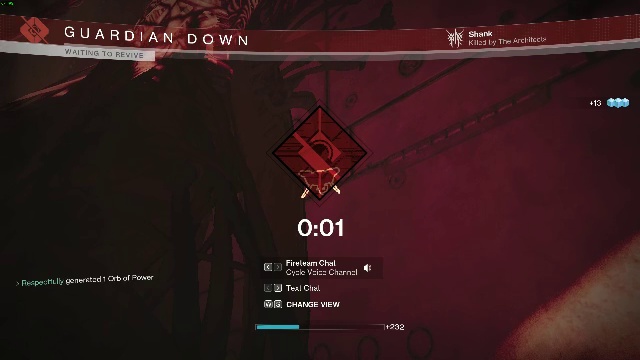 GUARDIAN DOWN
WAITING TO REVIVE
Shank
Killed by The Architects
+13
0:01
Fireteam Chat
Cycle Voice Channel
Text Chat
CHANGE VIEW
> Respectfully generated 1 Orb of Power
+232